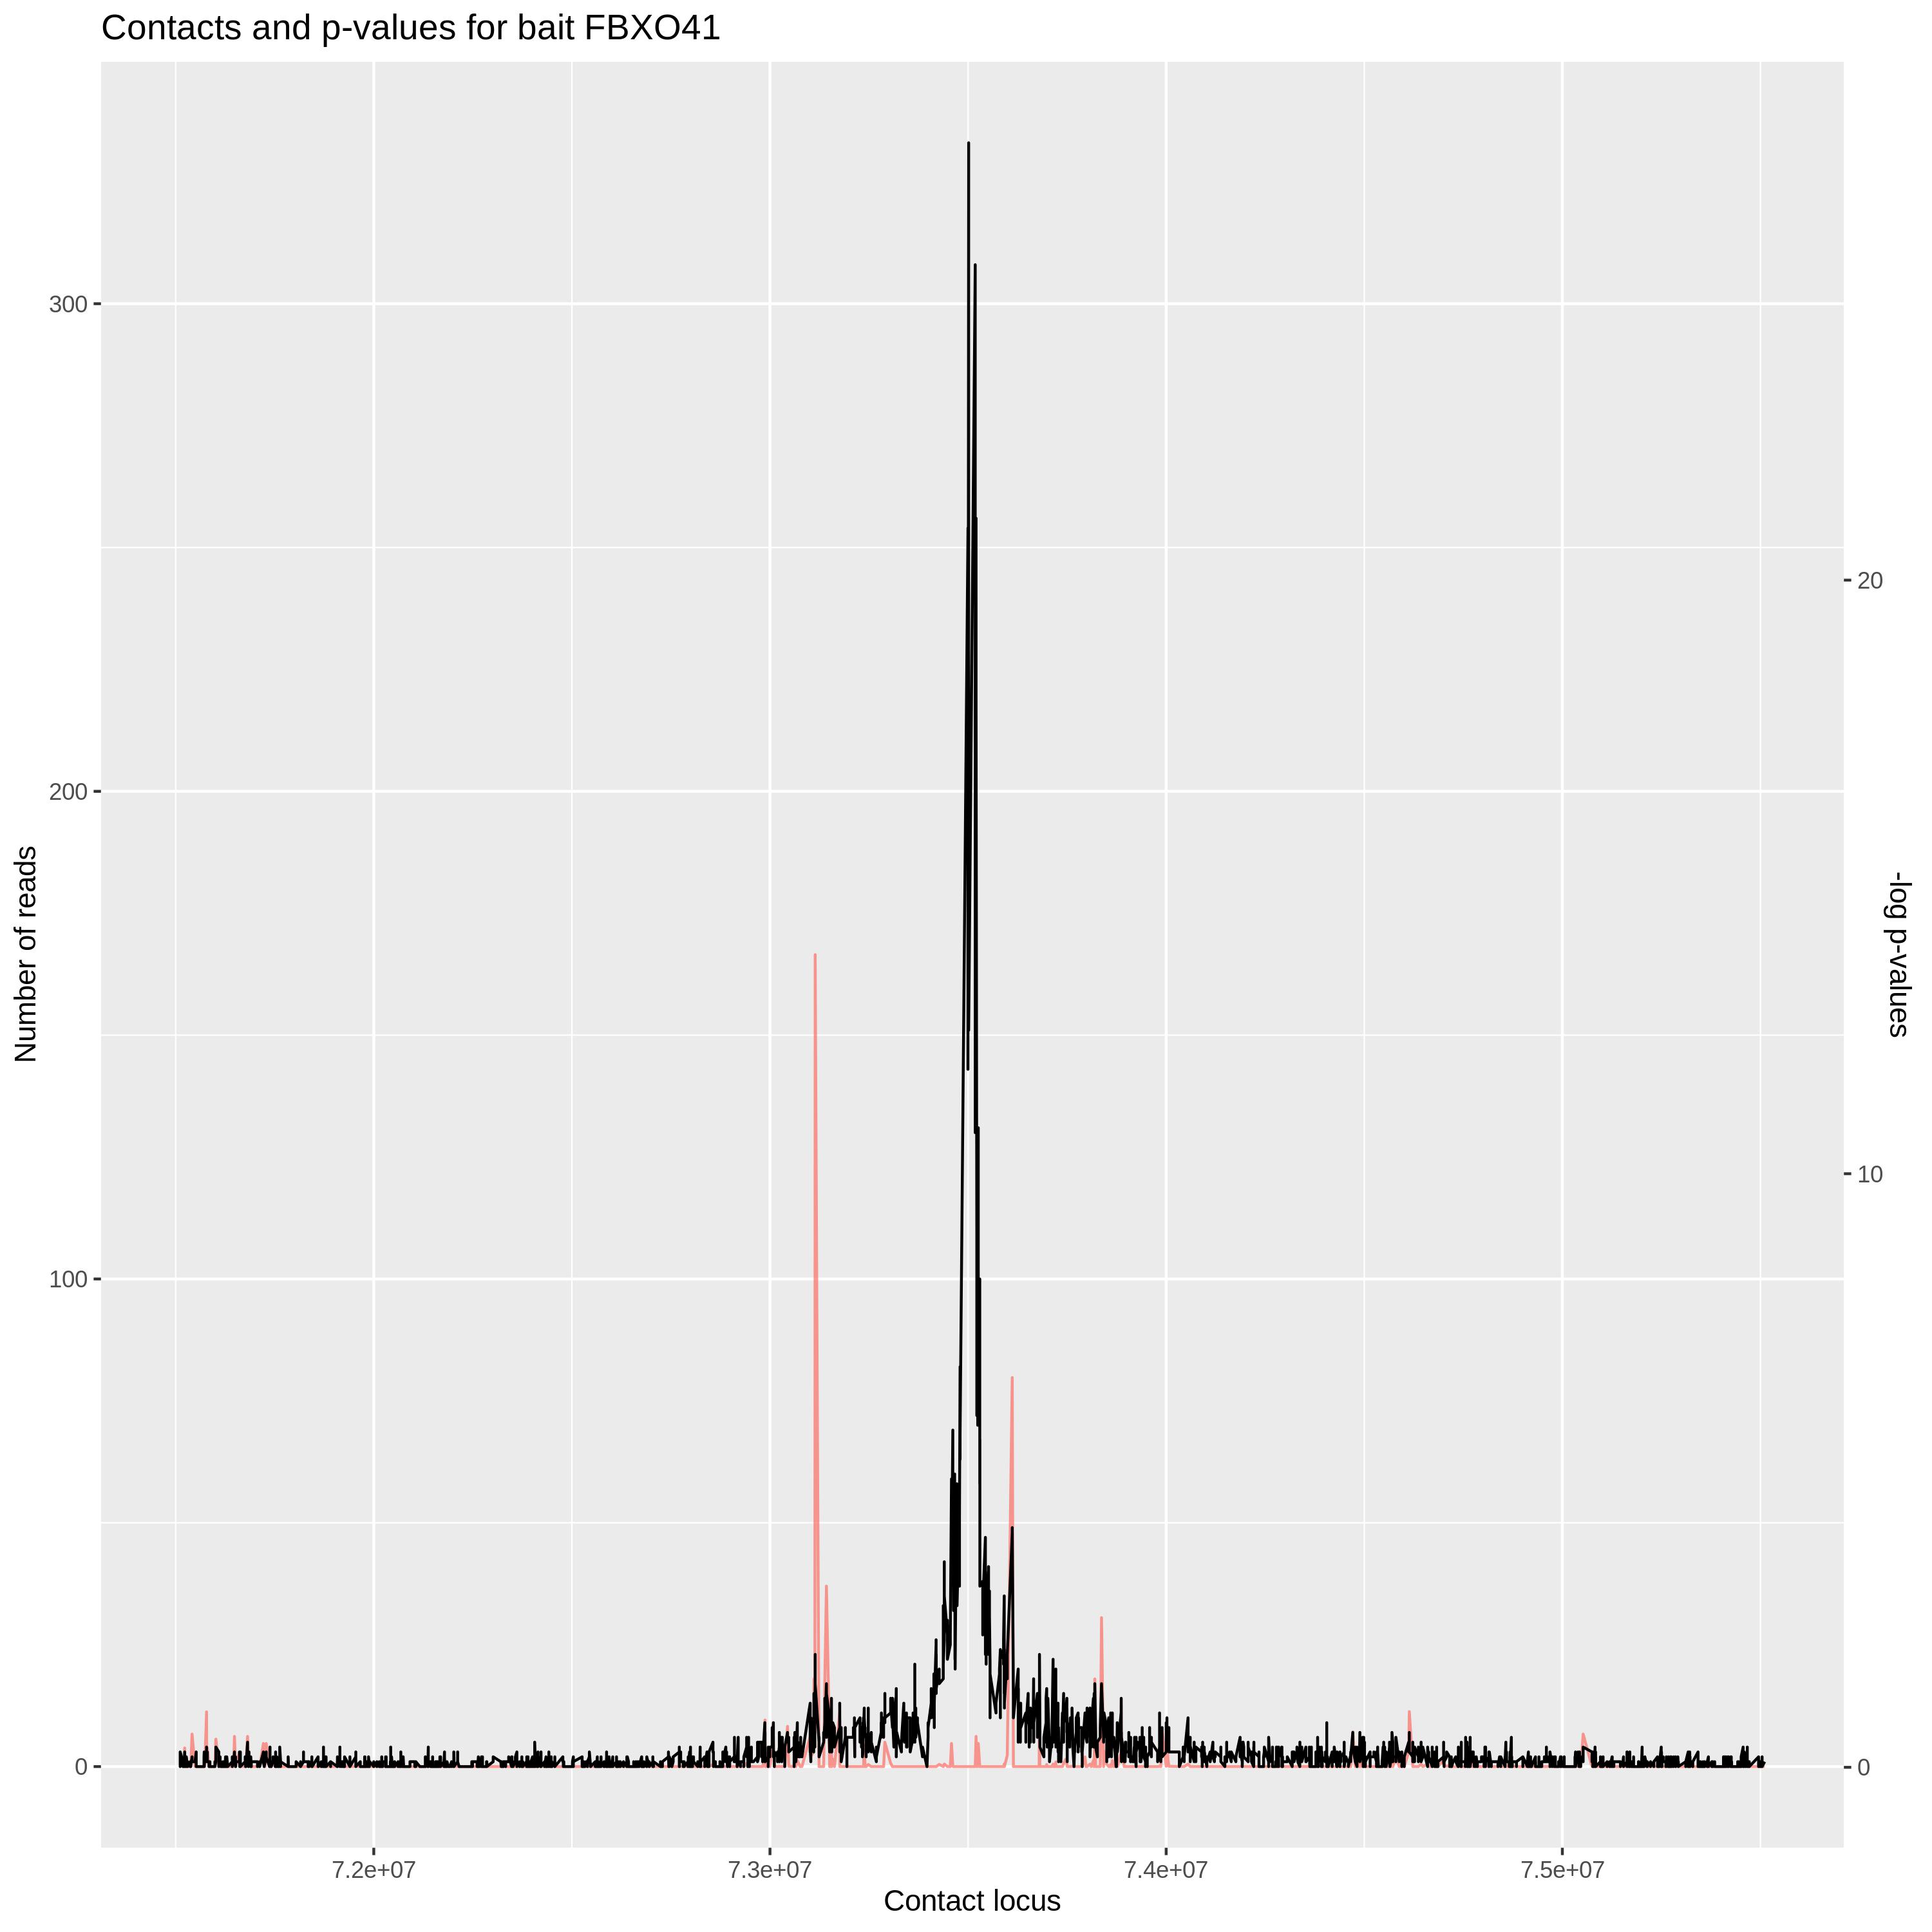 Contacts and p-values for bait FBXO41
300
200
100
0
Number of reads
20
10
0
-log p-values
7.2e+07
7.3e+07
7.4e+07
7.5e+07
Contact locus